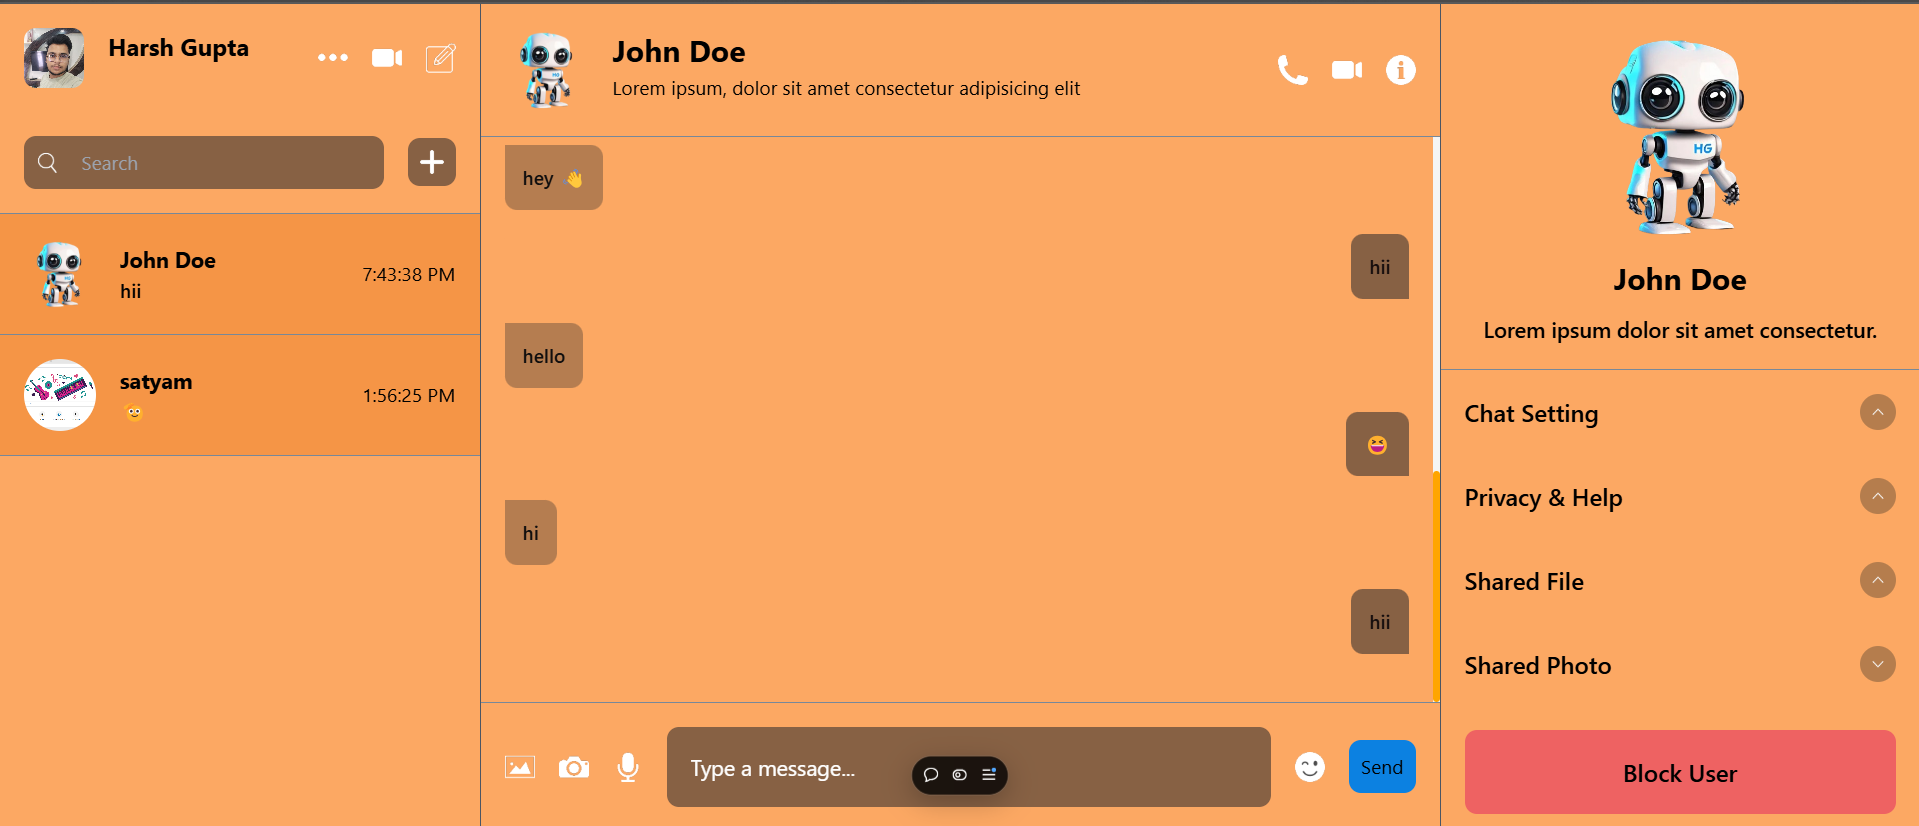 Harsh Gupta
Search
John Doe
hii
7:43:38 PM
satyam
1:56:25 PM
John Doe
Lorem ipsum, dolor sit amet consectetur adipisicing elit
HG
hey 👋
hii
hello
😆
hi
hii
Type a message...
Send
HG
John Doe
Lorem ipsum dolor sit amet consectetur.
Chat Setting
Privacy & Help
Shared File
Shared Photo
Block User